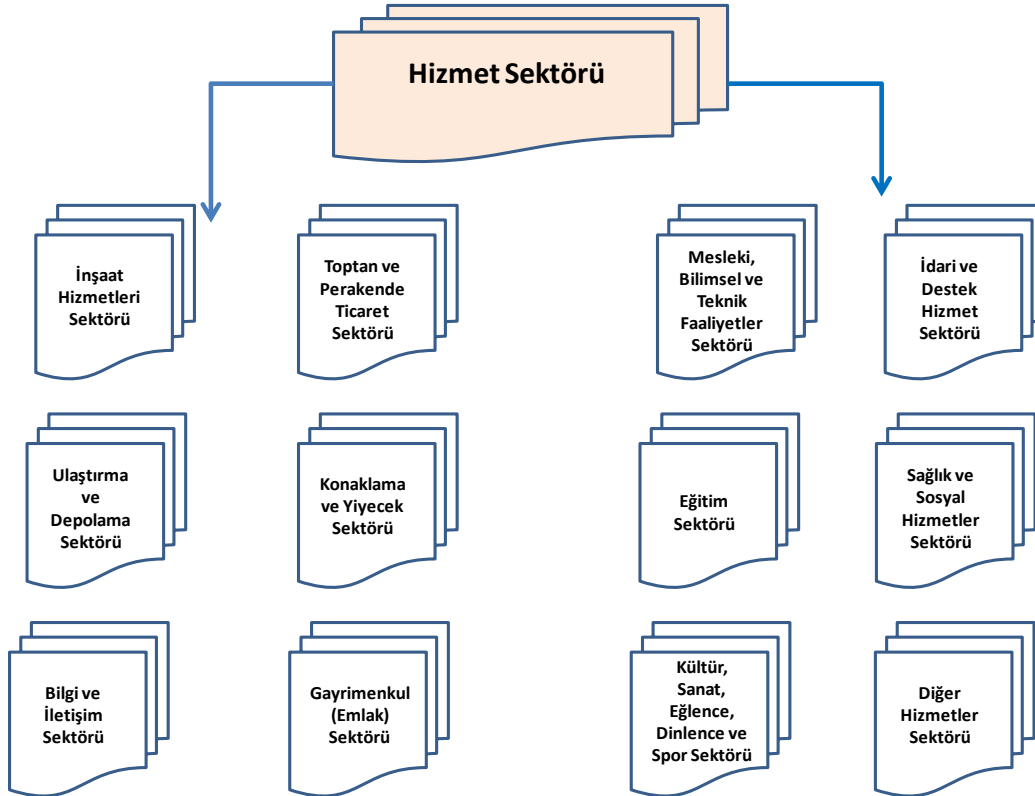 Hizmet Sektörü
İnşaat
Hizmetleri
Sektörü
Toptan ve
Perakende
Ticaret
Sektörü
Mesleki,
Bilimsel ve
Teknik
Faaliyetler
Sektörü
İdari ve
Destek
Hizmet
Sektörü
Ulaştırma
ve
Depolama
Sektörü
Konaklama
ve Yiyecek
Sektörü
Eğitim
Sektörü
Sağlık ve
Sosyal
Hizmetler
Sektörü
Bilgi ve
İletişim
Sektörü
Gayrimenkul
(Emlak)
Sektörü
Kültür,
Sanat,
Eğlence,
Dinlence ve
Spor Sektörü
Diğer
Hizmetler
Sektörü